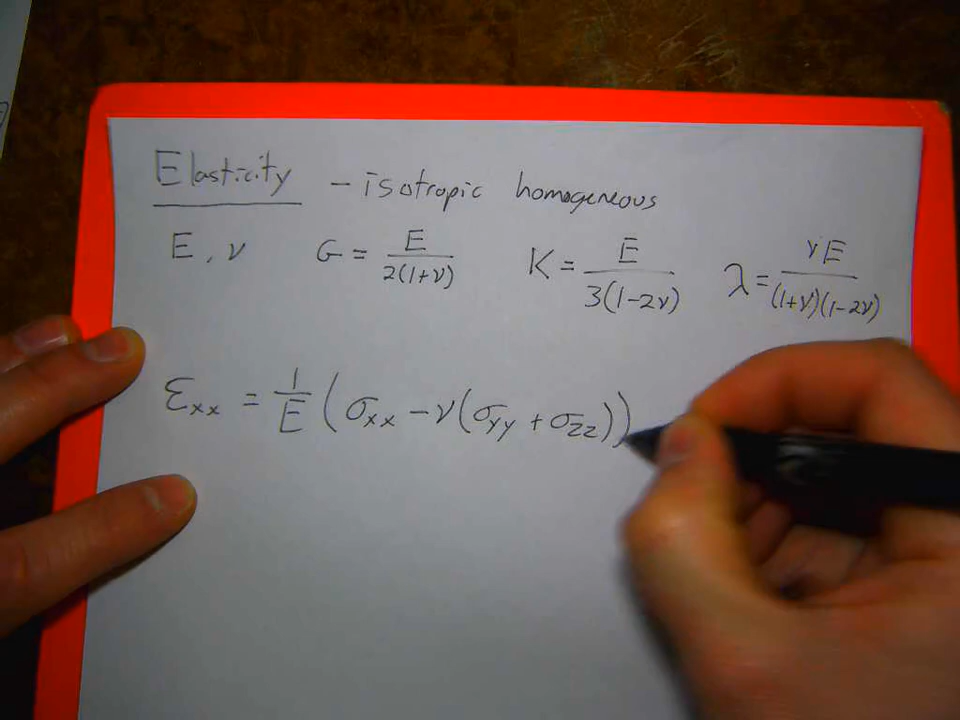 Elasticity - isotropic homogeneous
E, ν G = E/2(1+ν) K = E/3(1-2ν) λ = νE/(1+ν)(1-2ν)
εxx = 1/E (σxx - ν(σyy + σzz))